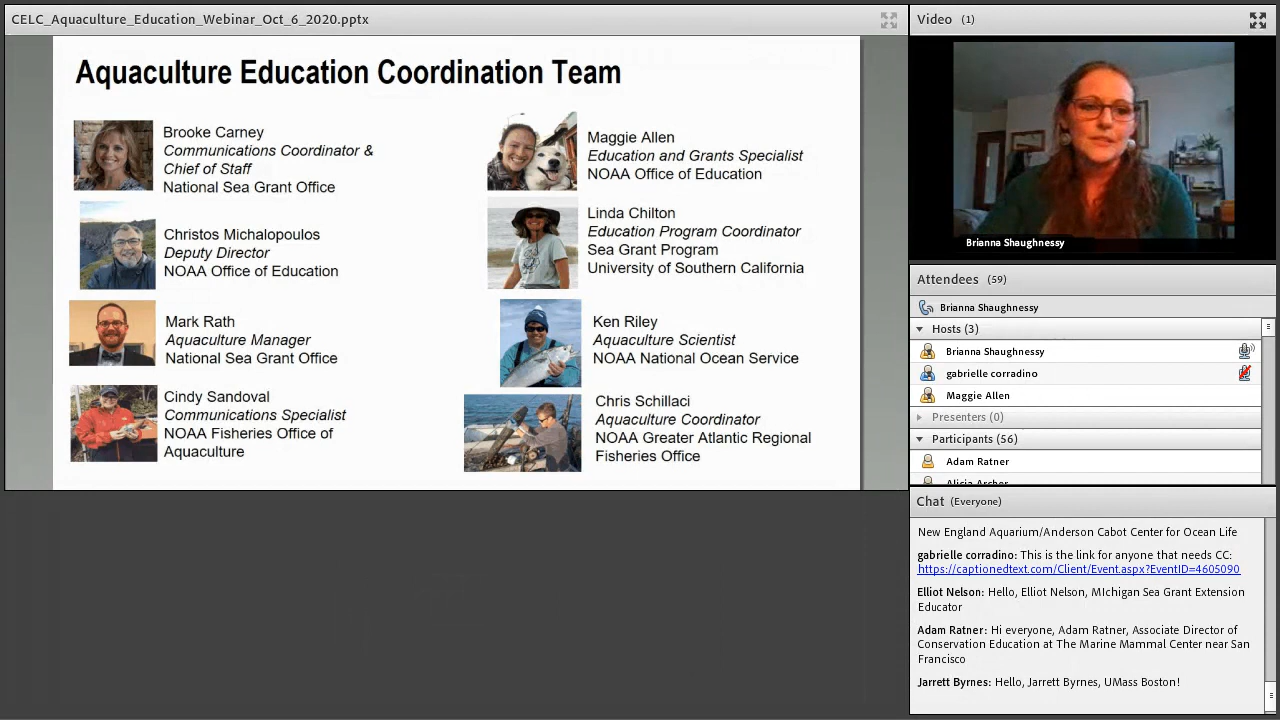 CELC_Aquaculture_Education_Webinar_Oct_6_2020.pptx
Aquaculture Education Coordination Team
Brooke Carney
Communications Coordinator &
Chief of Staff
National Sea Grant Office
Christos Michalopoulos
Deputy Director
NOAA Office of Education
Mark Rath
Aquaculture Manager
National Sea Grant Office
Cindy Sandoval
Communications Specialist
NOAA Fisheries Office of
Aquaculture
Maggie Allen
Education and Grants Specialist
NOAA Office of Education
Linda Chilton
Education Program Coordinator
Sea Grant Program
University of Southern California
Ken Riley
Aquaculture Scientist
NOAA National Ocean Service
Chris Schillaci
Aquaculture Coordinator
NOAA Greater Atlantic Regional
Fisheries Office
Video (1)
Brianna Shaughnessy
Attendees (59)
Brianna Shaughnessy
Hosts (3)
Brianna Shaughnessy
gabrielle corradino
Maggie Allen
Presenters (0)
Participants (56)
Adam Ratner
Alicia Archer
Chat (Everyone)
New England Aquarium/Anderson Cabot Center for Ocean Life
gabrielle corradino: This is the link for anyone that needs CC:
https://captionedtext.com/Client/Event.aspx?EventID=4605090
Elliot Nelson: Hello, Elliot Nelson, MIchigan Sea Grant Extension
Educator
Adam Ratner: Hi everyone, Adam Ratner, Associate Director of
Conservation Education at The Marine Mammal Center near San
Francisco
Jarrett Byrnes: Hello, Jarrett Byrnes, UMass Boston!